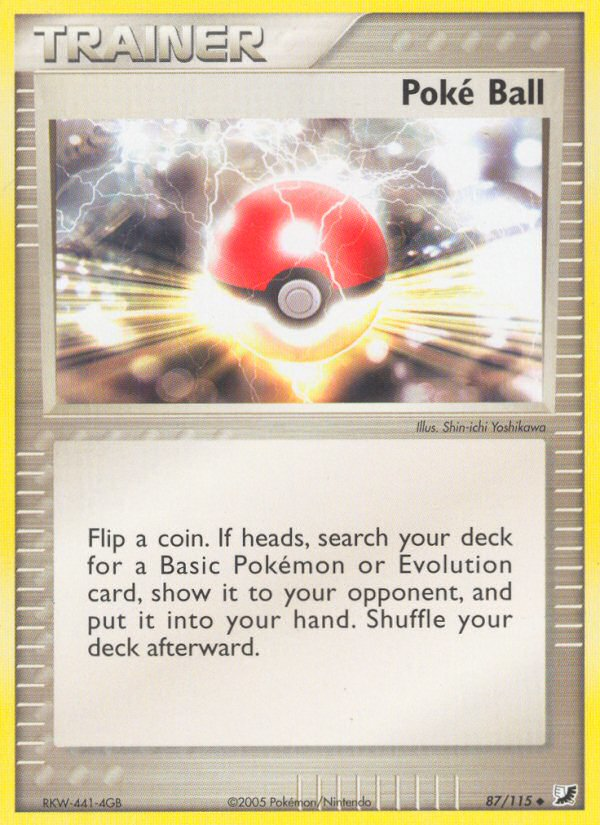 TRAINER
Poké Ball
Illus. Shin-ichi Yoshikawa
Flip a coin. If heads, search your deck
for a Basic Pokémon or Evolution
card, show it to your opponent, and
put it into your hand. Shuffle your
deck afterward.
RKW-441-4GB
©2005 Pokémon/Nintendo
87/115